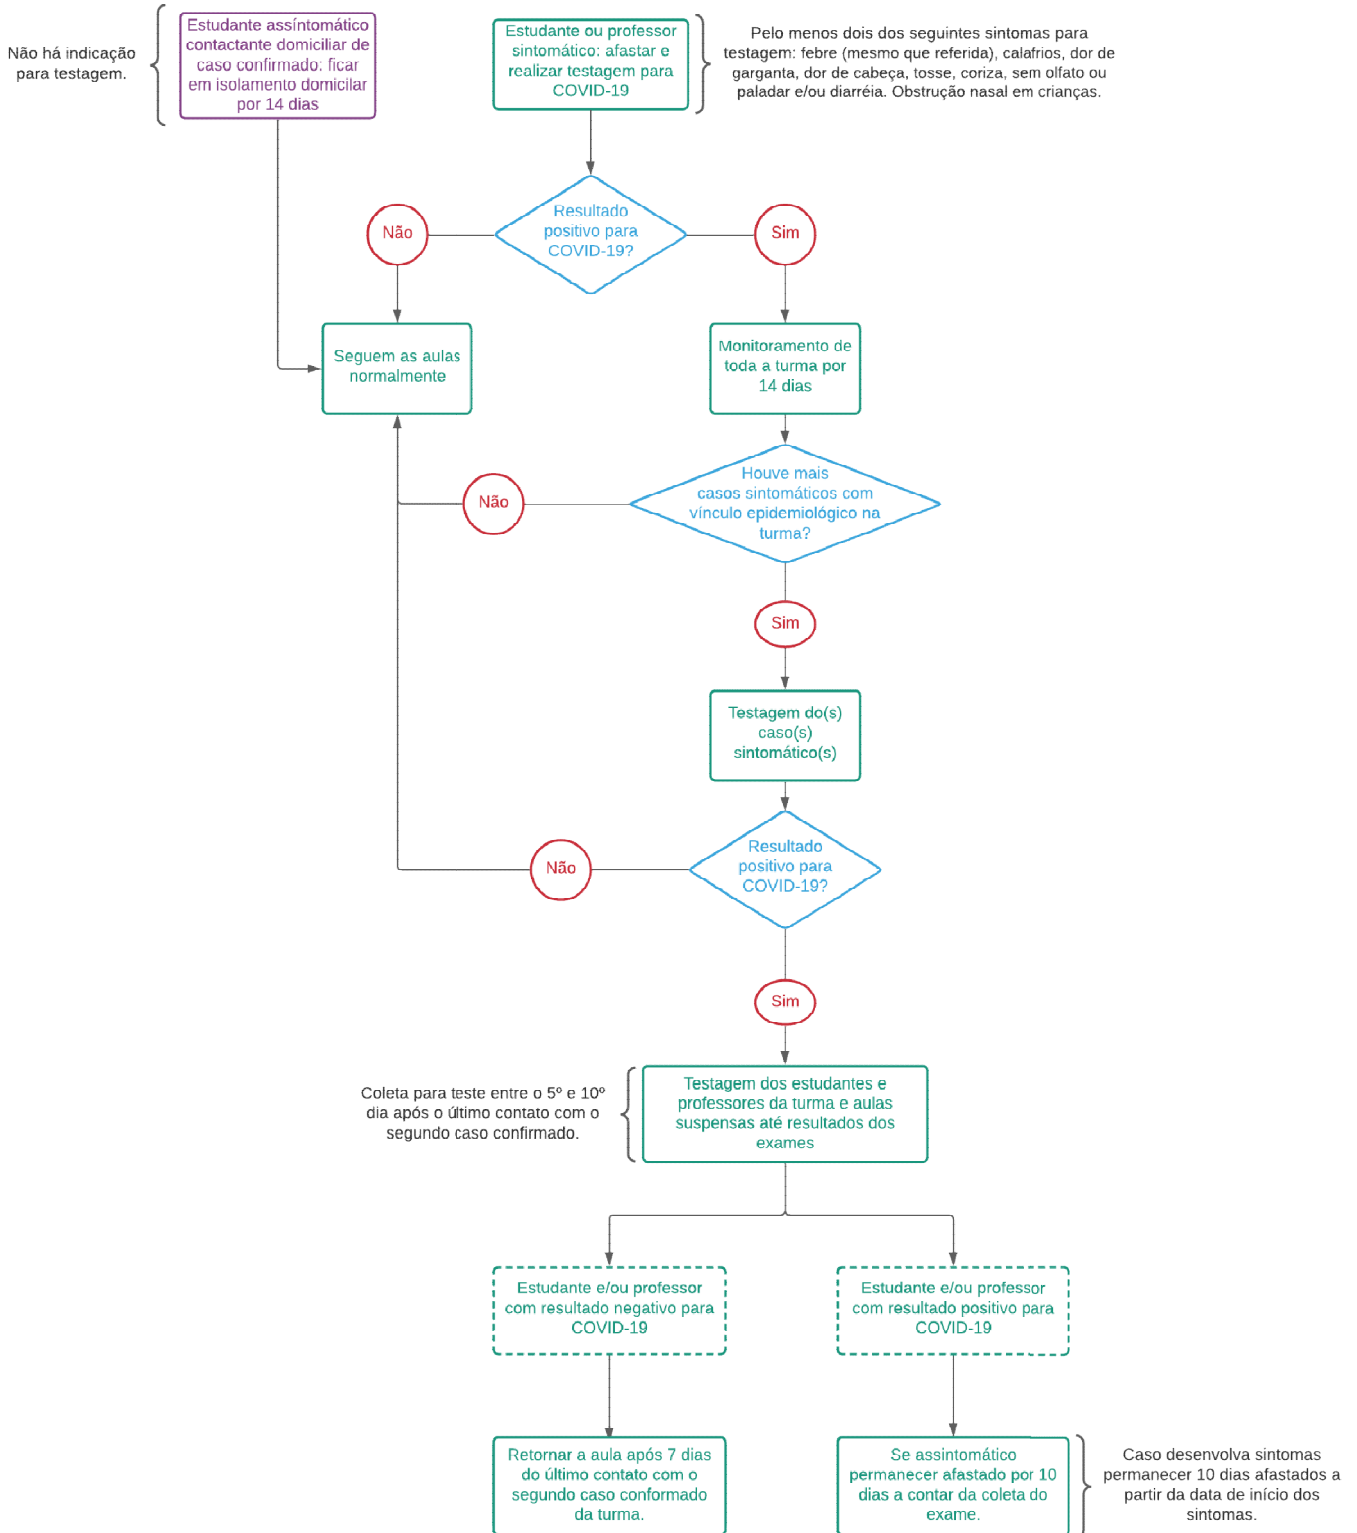 Não há indicação
para testagem.
Estudante assíntomático
contactante domiciliar de
caso confirmado: ficar
em isolamento domicilar
por 14 dias
Estudante ou professor
sintomático: afastar e
realizar testagem para
COVID-19
Pelo menos dois dos seguintes sintomas para
testagem: febre (mesmo que referida), calafrios, dor de
garganta, dor de cabeça, tosse, coriza, sem olfato ou
paladar e/ou diarréia. Obstrução nasal em crianças.
Resultado
positivo para
COVID-19?
Não
Sim
Seguem as aulas
normalmente
Monitoramento de
toda a turma por
14 dias
Houve mais
casos sintomáticos com
vínculo epidemiológico na
turma?
Não
Sim
Testagem do(s)
caso(s)
sintomático(s)
Resultado
positivo para
COVID-19?
Não
Sim
Coleta para teste entre o 5º e 10º
dia após o último contato com o
segundo caso confirmado.
Testagem dos estudantes e
professores da turma e aulas
suspensas até resultados dos
exames
Estudante e/ou professor
com resultado negativo para
COVID-19
Estudante e/ou professor
com resultado positivo para
COVID-19
Retornar a aula após 7 dias
do último contato com o
segundo caso conformado
da turma.
Se assintomático
permanecer afastado por 10
dias a contar da coleta do
exame.
Caso desenvolva sintomas
permanecer 10 dias afastados a
partir da data de início dos
sintomas.